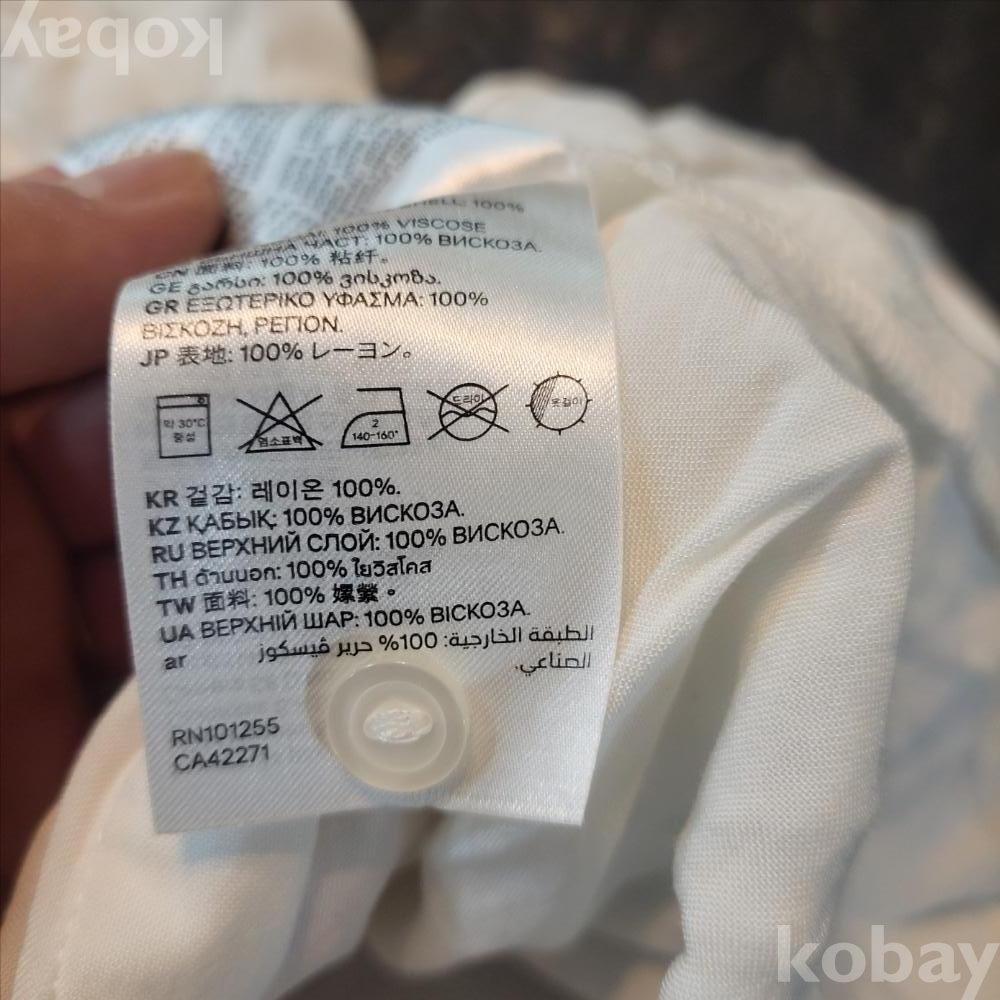 kobay
SHELL: 100%
100% VISCOSE
ЧАСТ: 100% ВИСКОЗА.
CN 面料: 100% 粘纤。
GE გარსი: 100% ვისკოზა.
GR ΕΞΩΤΕΡΙΚΟ ΥΦΑΣΜΑ: 100%
ΒΙΣΚΟΖΗ, ΡΕΓΙΟΝ.
JP 表地: 100% レーヨン。
약 30°C
중성
염소표백
2
140-160°
드라이
옷걸이
KR 겉감: 레이온 100%.
KZ ҚАБЫҚ: 100% ВИСКОЗА.
RU ВЕРХНИЙ СЛОЙ: 100% ВИСКОЗА.
TH ด้านนอก: 100% ใยวิสโคส
TW 面料: 100% 嫘縈。
UA ВЕРХНІЙ ШАР: 100% ВІСКОЗА.
ar الطبقة الخارجية: 100% حرير ڤيسكوز
الصناعي.
RN101255
CA42271
kobay